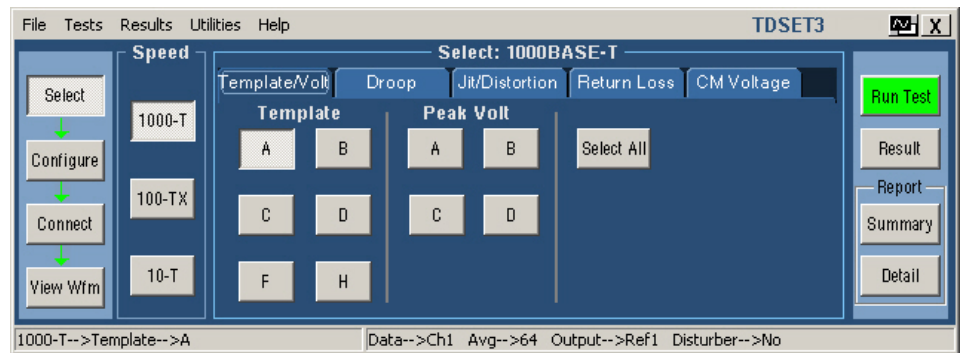 File Tests Results Utilities Help TDSET3 X
Speed Select: 1000BASE-T
Template/Volt Droop Jit/Distortion Return Loss CM Voltage
Select 1000-T Template Peak Volt Run Test
A B A B Select All
Configure Result
Report
100-TX C D C D
Connect Summary
10-T F H
View Wfm Detail
1000-T-->Template-->A Data-->Ch1 Avg-->64 Output-->Ref1 Disturber-->No